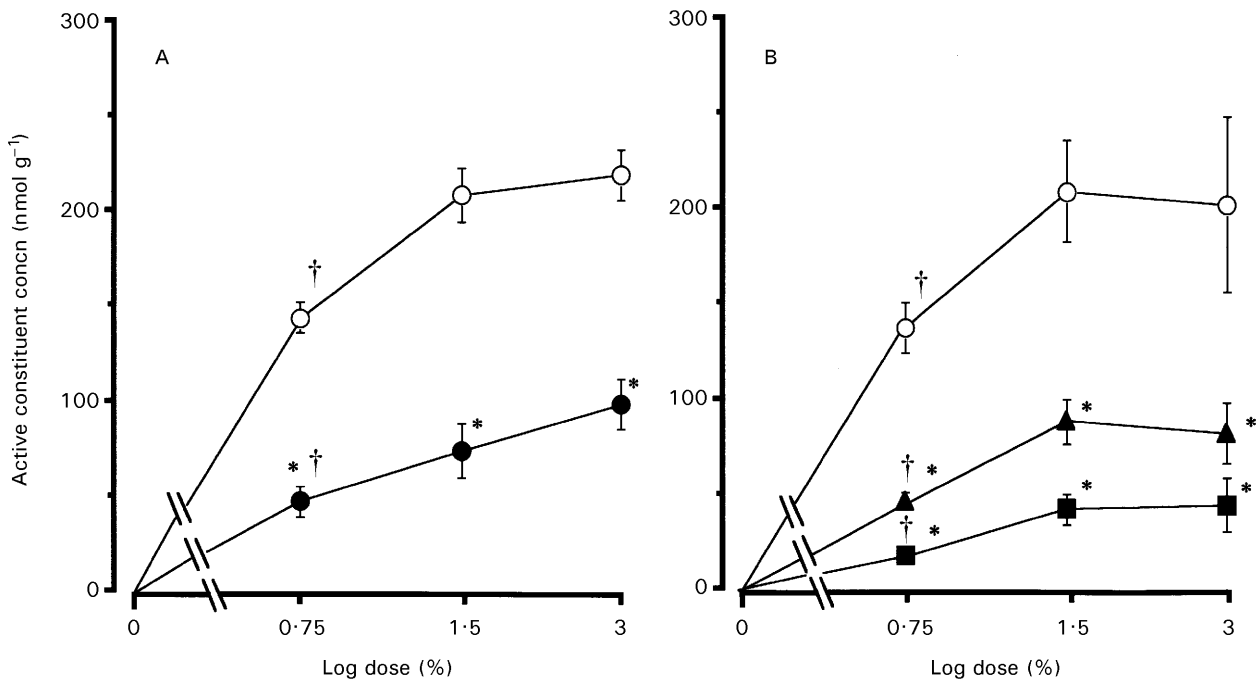 A
300
200
100
0
Active constituent concn (nmol g⁻¹)
†
* †
*
*
0 0·75 1·5 3
Log dose (%)
B
300
200
100
0
†
† *
*
*
† *
*
*
0 0·75 1·5 3
Log dose (%)